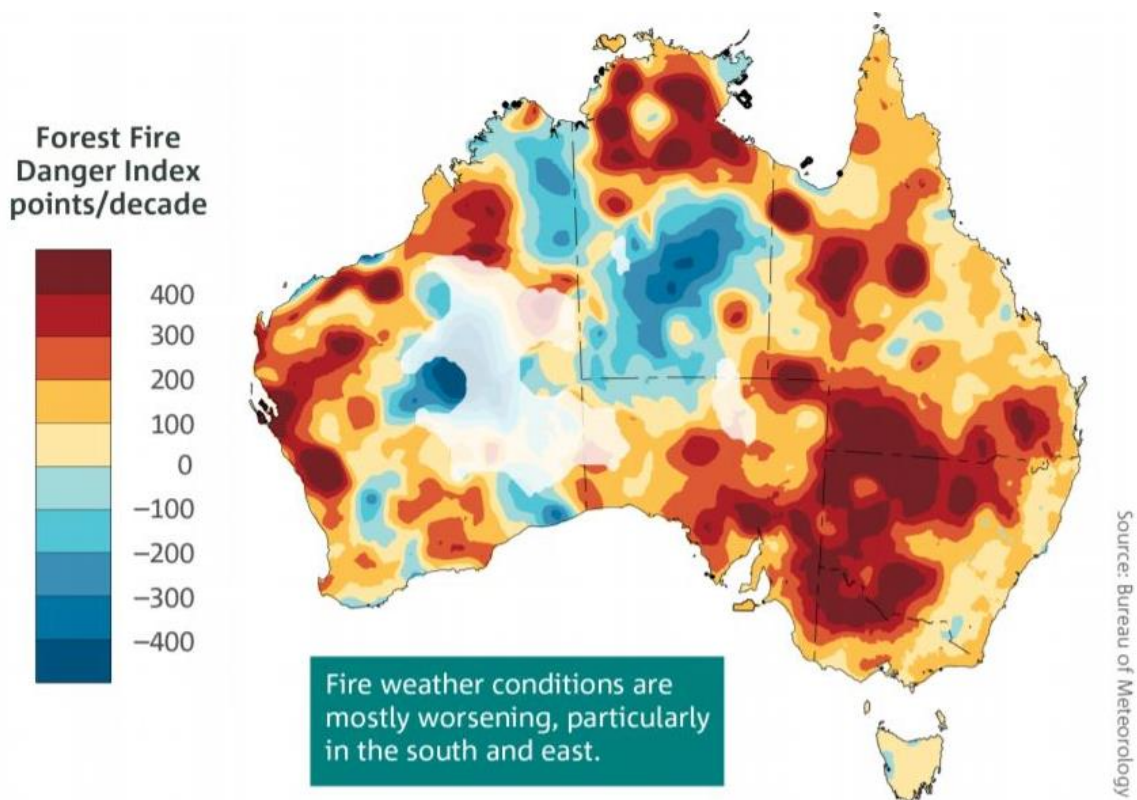 Forest Fire
Danger Index
points/decade
400
300
200
100
0
−100
−200
−300
−400
Fire weather conditions are
mostly worsening, particularly
in the south and east.
Source: Bureau of Meteorology